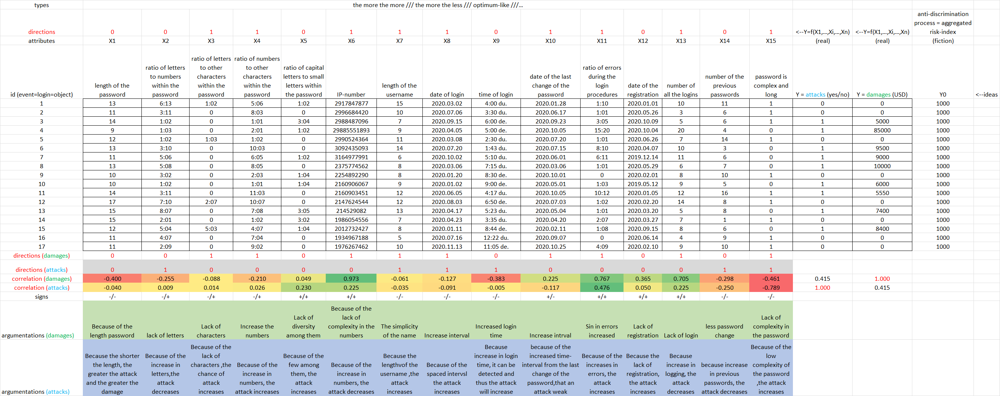 types the more the more /// the more the less /// optimum-like ///...
anti-discrimination
process = aggregated
directions 0 0 1 1 0 1 1 1 0 1 1 0 1 0 1 <--Y=f(X1,...,Xi,...,Xn) <--Y=f(X1,...,Xi,...,Xn) risk-index
attributes X1 X2 X3 X4 X5 X6 X7 X8 X9 X10 X11 X12 X13 X14 X15 (real) (real) (fiction)
ratio of letters ratio of numbers ratio of errors
ratio of letters to other to other ratio of capital during the
to numbers characters characters letters to small date of the last login number of the password is
length of the within the within the within the letters within length of the change of the procedures date of the number of previous complex and
id (event=login=object) password password password password the password IP-number username date of login time of login password registration all the logins passwords long Y = attacks (yes/no) Y = damages (USD) Y0 <--ideas
1 13 6:13 1:02 5:06 1:02 2917847877 15 2020.03.02 4:00 du. 2020.01.28 1:10 2020.01.01 10 11 1 0 0 1000
2 11 3:11 0 8:03 0 2996684420 10 2020.07.06 3:30 du. 2020.06.17 1:01 2020.05.26 3 6 1 0 0 1000
3 14 1:02 0 1:01 3:04 2988487096 7 2020.09.15 6:00 de. 2020.09.23 3:05 2020.10.09 5 6 1 1 5000 1000
4 9 1:03 0 2:01 1:02 29885551893 9 2020.04.05 5:00 de. 2020.10.05 15:20 2020.10.04 20 4 0 1 85000 1000
5 12 1:02 1:03 1:02 0 2990524364 11 2020.03.08 2:30 du. 2020.07.20 1:01 2020.06.26 7 14 1 0 0 1000
6 13 3:10 0 10:03 0 3092435093 14 2020.07.20 1:43 du. 2020.07.15 8:10 2020.04.07 10 3 0 1 9500 1000
7 11 5:06 0 6:05 1:02 3164977991 6 2020.10.02 5:10 du. 2020.06.01 6:11 2019.12.14 11 6 0 1 9000 1000
8 13 5:08 0 8:05 0 2375774562 8 2020.03.06 7:15 du. 2020.03.06 1:01 2020.05.29 6 7 0 1 10000 1000
9 10 3:02 0 2:03 1:04 2254892290 8 2020.01.20 8:30 de. 2020.10.01 0 2020.02.01 8 10 1 0 0 1000
10 10 1:02 0 1:01 1:04 2160906067 9 2020.01.02 9:00 de. 2020.05.01 1:03 2019.05.12 9 5 0 1 6000 1000
11 14 3:11 0 11:03 0 2160903451 12 2020.06.05 4:17 du. 2020.10.05 10:12 2020.01.05 12 16 1 1 5550 1000
12 17 7:10 2:07 10:07 0 2147624544 12 2020.08.03 6:50 de. 2020.07.03 1:02 2020.02.20 14 8 1 0 0 1000
13 15 8:07 0 7:08 3:05 214529082 13 2020.04.17 5:23 du. 2020.05.04 1:01 2020.03.20 5 8 0 1 7400 1000
14 15 2:01 0 1:02 3:02 1986054556 7 2020.04.23 3:35 du. 2020.04.20 2:07 2020.03.27 7 1 1 0 0 1000
15 12 5:04 5:03 4:07 1:04 2012732427 8 2020.01.11 8:44 de. 2020.02.11 1:08 2020.09.15 8 6 0 1 8400 1000
16 11 4:07 0 7:04 0 1934967188 5 2020.07.16 12:22 du. 2020.09.07 0 2020.06.14 4 9 1 0 0 1000
17 11 2:09 0 9:02 0 1976267462 10 2020.11.13 11:05 de. 2020.10.25 4:09 2020.02.10 9 10 1 0 0 1000
directions (damages) 0 0 1 1 0 1 1 1 0 1 1 0 1 0 1
directions (attacks) 0 1 0 0 0 0 1 1 1 0 0 0 0 1 1
correlation (damages) -0.400 -0.255 -0.088 -0.210 0.049 0.973 -0.061 -0.127 -0.383 0.225 0.767 0.365 0.705 -0.298 -0.461 0.415 1.000
correlation (attacks) -0.040 0.009 0.014 0.026 0.230 0.225 -0.035 -0.091 -0.005 -0.117 0.476 0.050 0.225 -0.250 -0.789 1.000 0.415
signs -/- -/+ -/+ -/+ +/+ +/+ -/- -/- -/- +/- +/+ +/+ +/+ -/- -/-
Because of the
lack of
Lack of complexity in Lack of
Because of the Lack of Increase the diversity the The simplicity Increased login Sin in errors Lack of less password complexity in
argumentations (damages) length password lack of letters characters numbers among them numbers of the name Increase interval time Increase intrval increased registration Lack of login change the password
Because of the Because because of the Because of the
Because the shorter Because of the lack of Because of the Because the increase in login increased time- Because of the Because the Because low
the length, the increase in characters ,the Because of the few among Because of the lengthvof the Because of the time, it can be interval from the last increases in lack of increase in because increase complexity of
greater the attack letters,the chance of increase in them, the increase in username ,the spaced intervsl detected and change of the errors, the registration, logging, the in previous the password
and the greater the attack attack numbers, the attack numbers, the attack the attack thus the attack password,that an attack the attack attack passwords, the ,the attack
argumentations (attacks) damage decreases increases attack increases increases attack decreases increases increases will increase attack weak increases increases decreases attack decreases increases